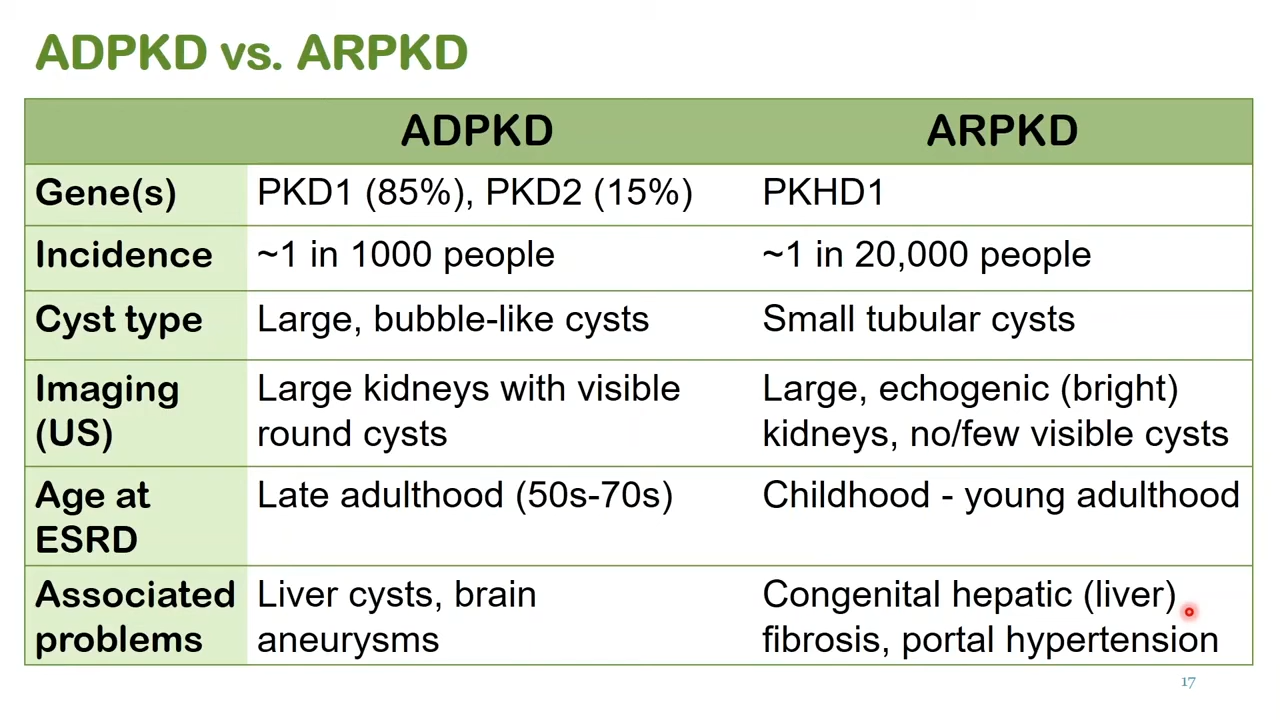 ADPKD vs. ARPKD
ADPKD ARPKD
Gene(s) PKD1 (85%), PKD2 (15%) PKHD1
Incidence ~1 in 1000 people ~1 in 20,000 people
Cyst type Large, bubble-like cysts Small tubular cysts
Imaging Large kidneys with visible Large, echogenic (bright)
(US) round cysts kidneys, no/few visible cysts
Age at Late adulthood (50s-70s) Childhood - young adulthood
ESRD
Associated Liver cysts, brain Congenital hepatic (liver)
problems aneurysms fibrosis, portal hypertension
17